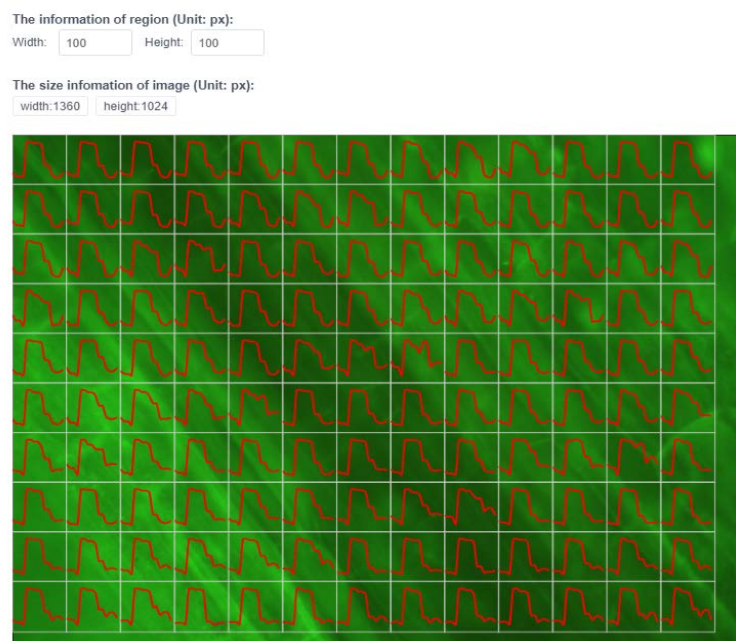 The information of region (Unit: px):
Width: 100 Height: 100
The size infomation of image (Unit: px):
width:1360 height:1024